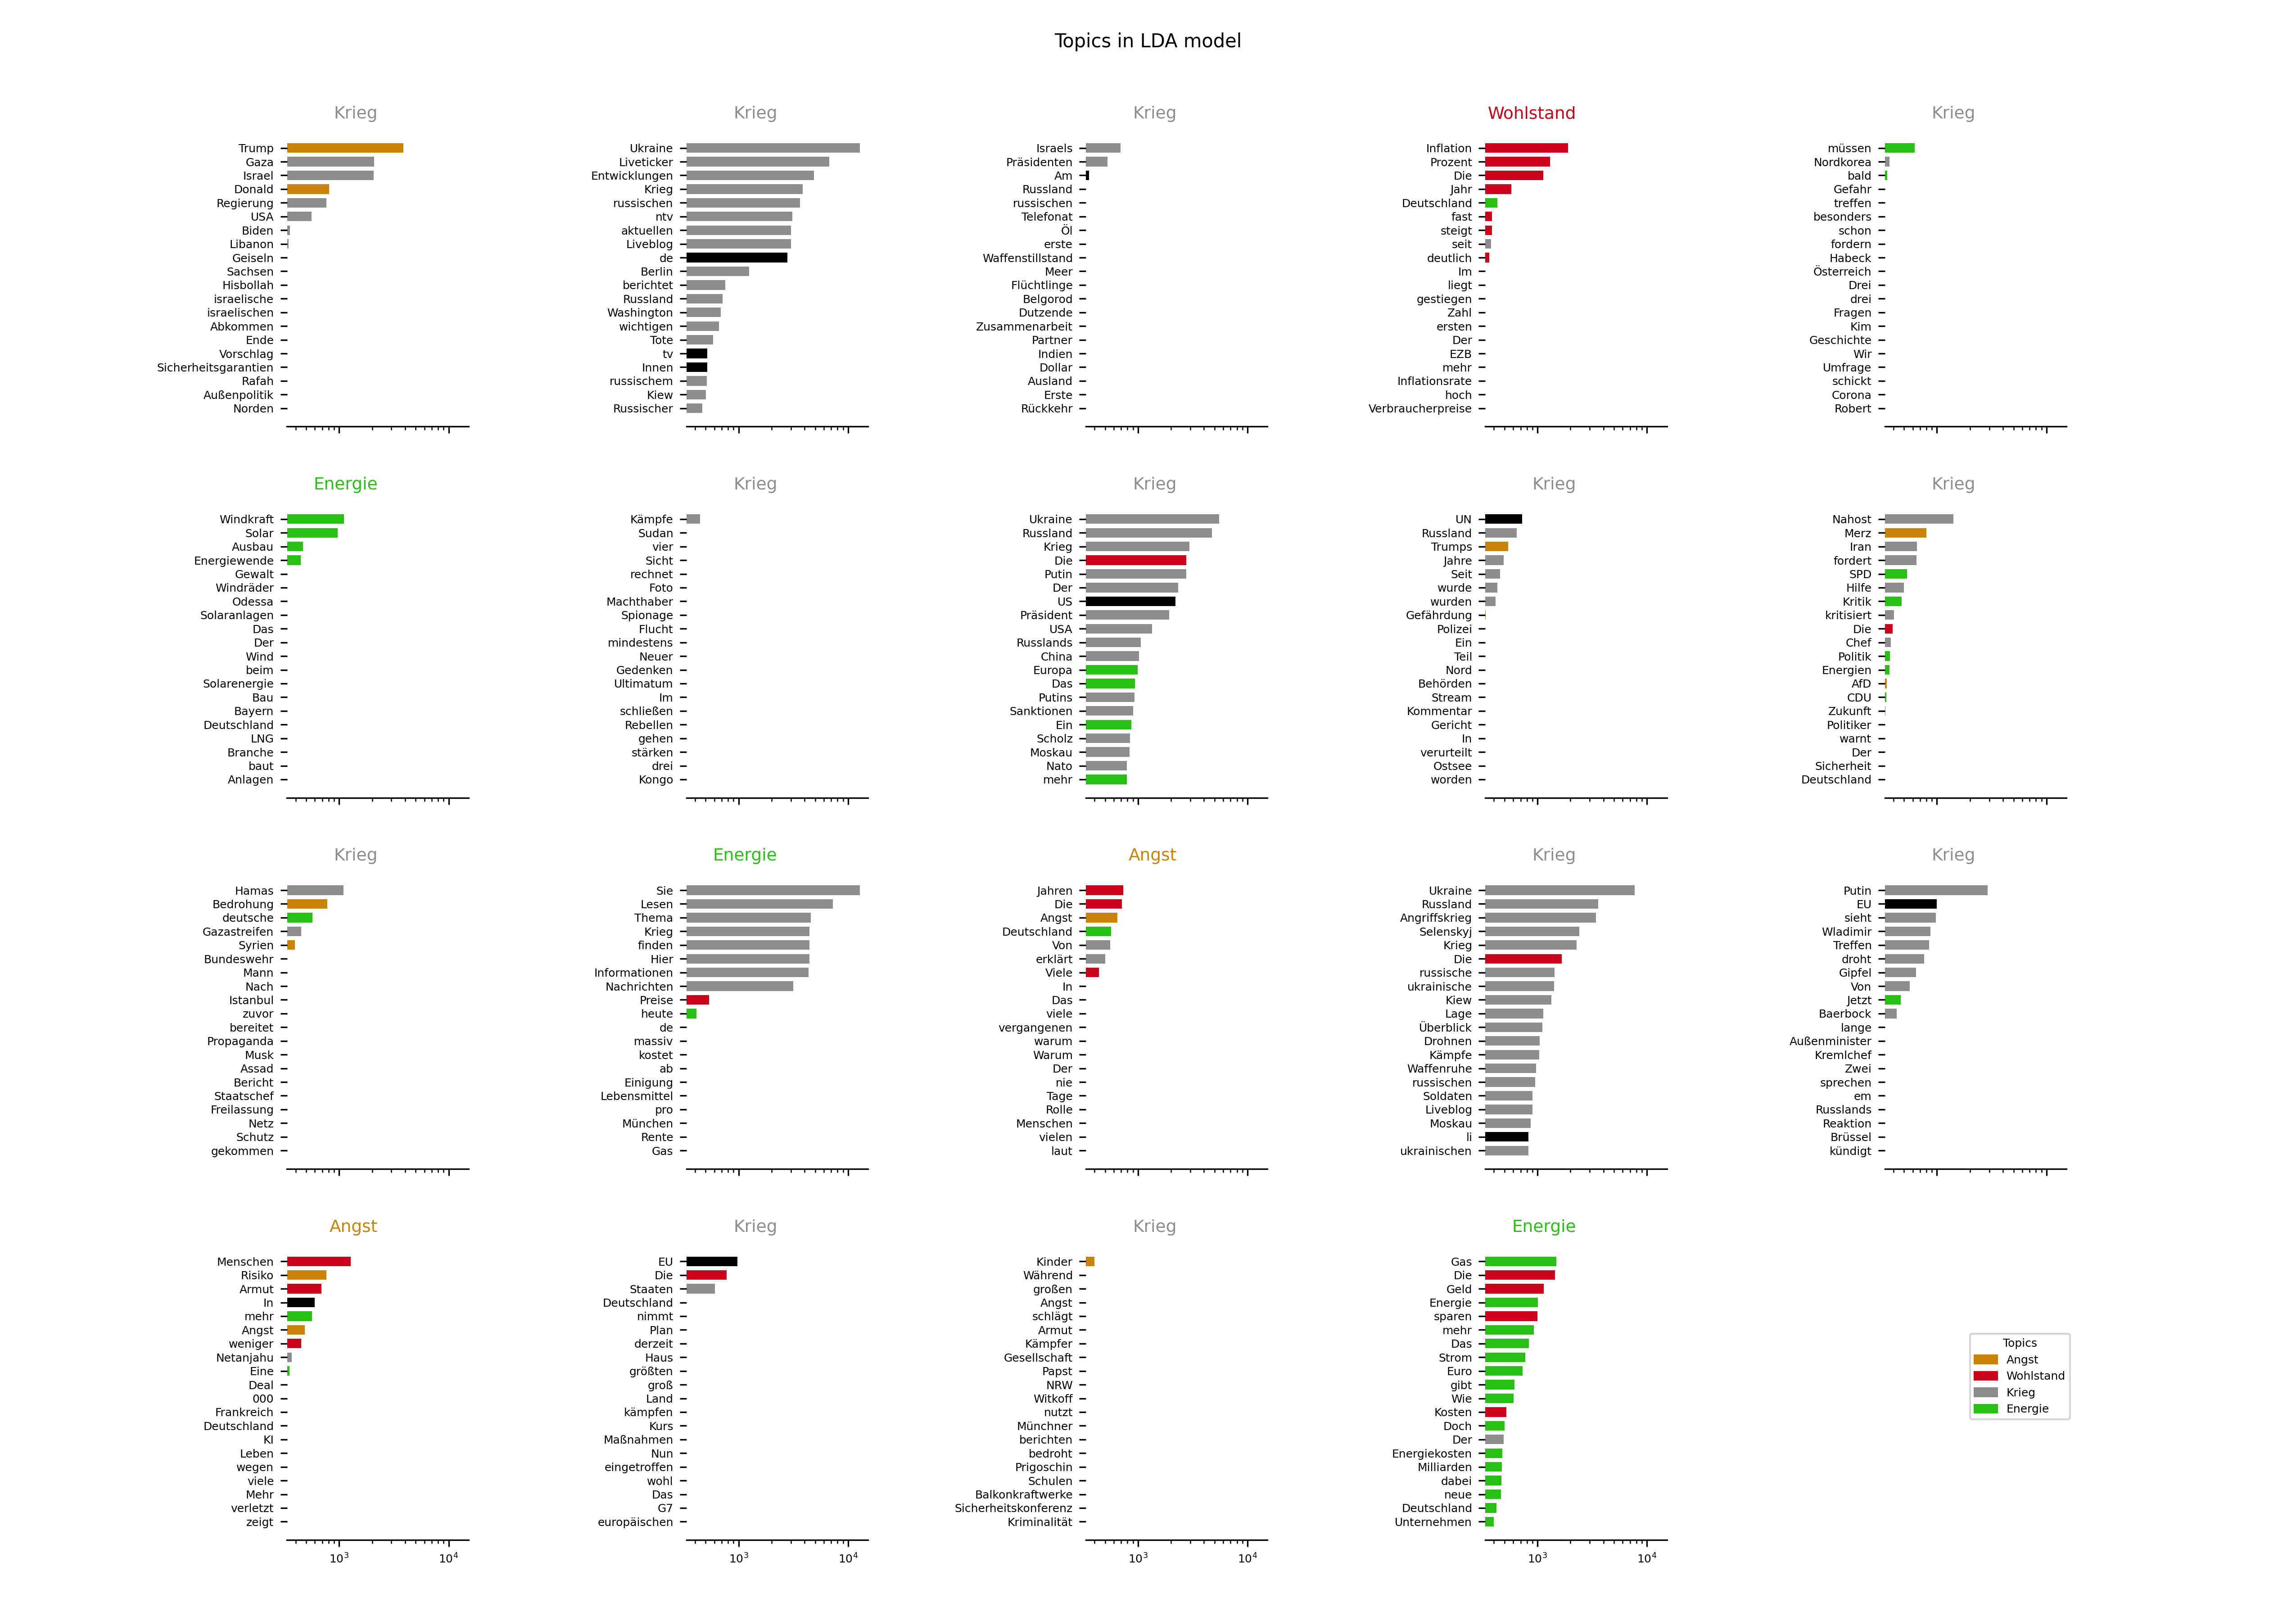 Topics in LDA model
Krieg
Trump
Gaza
Israel
Donald
Regierung
USA
Biden
Libanon
Geiseln
Sachsen
Hisbollah
israelische
israelischen
Abkommen
Ende
Vorschlag
Sicherheitsgarantien
Rafah
Außenpolitik
Norden
Krieg
Ukraine
Liveticker
Entwicklungen
Krieg
russischen
ntv
aktuellen
Liveblog
de
Berlin
berichtet
Russland
Washington
wichtigen
Tote
tv
Innen
russischem
Kiew
Russischer
Krieg
Israels
Präsidenten
Am
Russland
russischen
Telefonat
Öl
erste
Waffenstillstand
Meer
Flüchtlinge
Belgorod
Dutzende
Zusammenarbeit
Partner
Indien
Dollar
Ausland
Erste
Rückkehr
Wohlstand
Inflation
Prozent
Die
Jahr
Deutschland
fast
steigt
seit
deutlich
Im
liegt
gestiegen
Zahl
ersten
Der
EZB
mehr
Inflationsrate
hoch
Verbraucherpreise
Krieg
müssen
Nordkorea
bald
Gefahr
treffen
besonders
schon
fordern
Habeck
Österreich
Drei
drei
Fragen
Kim
Geschichte
Wir
Umfrage
schickt
Corona
Robert
Energie
Windkraft
Solar
Ausbau
Energiewende
Gewalt
Windräder
Odessa
Solaranlagen
Das
Der
Wind
beim
Solarenergie
Bau
Bayern
Deutschland
LNG
Branche
baut
Anlagen
Krieg
Kämpfe
Sudan
vier
Sicht
rechnet
Foto
Machthaber
Spionage
Flucht
mindestens
Neuer
Gedenken
Ultimatum
Im
schließen
Rebellen
gehen
stärken
drei
Kongo
Krieg
Ukraine
Russland
Krieg
Die
Putin
Der
US
Präsident
USA
Russlands
China
Europa
Das
Putins
Sanktionen
Ein
Scholz
Moskau
Nato
mehr
Krieg
UN
Russland
Trumps
Jahre
Seit
wurde
wurden
Gefährdung
Polizei
Ein
Teil
Nord
Behörden
Stream
Kommentar
Gericht
In
verurteilt
Ostsee
worden
Krieg
Nahost
Merz
Iran
fordert
SPD
Hilfe
Kritik
kritisiert
Die
Chef
Politik
Energien
AfD
CDU
Zukunft
Politiker
warnt
Der
Sicherheit
Deutschland
Krieg
Hamas
Bedrohung
deutsche
Gazastreifen
Syrien
Bundeswehr
Mann
Nach
Istanbul
zuvor
bereitet
Propaganda
Musk
Assad
Bericht
Staatschef
Freilassung
Netz
Schutz
gekommen
Energie
Sie
Lesen
Thema
Krieg
finden
Hier
Informationen
Nachrichten
Preise
heute
de
massiv
kostet
ab
Einigung
Lebensmittel
pro
München
Rente
Gas
Angst
Jahren
Die
Angst
Deutschland
Von
erklärt
Viele
In
Das
viele
vergangenen
warum
Warum
Der
nie
Tage
Rolle
Menschen
vielen
laut
Krieg
Ukraine
Russland
Angriffskrieg
Selenskyj
Krieg
Die
russische
ukrainische
Kiew
Lage
Überblick
Drohnen
Kämpfe
Waffenruhe
russischen
Soldaten
Liveblog
Moskau
li
ukrainischen
Krieg
Putin
EU
sieht
Wladimir
Treffen
droht
Gipfel
Von
Jetzt
Baerbock
lange
Außenminister
Kremlchef
Zwei
sprechen
em
Russlands
Reaktion
Brüssel
kündigt
Angst
Menschen
Risiko
Armut
In
mehr
Angst
weniger
Netanjahu
Eine
Deal
000
Frankreich
Deutschland
KI
Leben
wegen
viele
Mehr
verletzt
zeigt
10³ 10⁴
Krieg
EU
Die
Staaten
Deutschland
nimmt
Plan
derzeit
Haus
größten
groß
Land
kämpfen
Kurs
Maßnahmen
Nun
eingetroffen
wohl
Das
G7
europäischen
10³ 10⁴
Krieg
Kinder
Während
großen
Angst
schlägt
Armut
Kämpfer
Gesellschaft
Papst
NRW
Witkoff
nutzt
Münchner
berichten
bedroht
Prigoschin
Schulen
Balkonkraftwerke
Sicherheitskonferenz
Kriminalität
10³ 10⁴
Energie
Gas
Die
Geld
Energie
sparen
mehr
Das
Strom
Euro
gibt
Wie
Kosten
Doch
Der
Energiekosten
Milliarden
dabei
neue
Deutschland
Unternehmen
10³ 10⁴
Topics
Angst
Wohlstand
Krieg
Energie